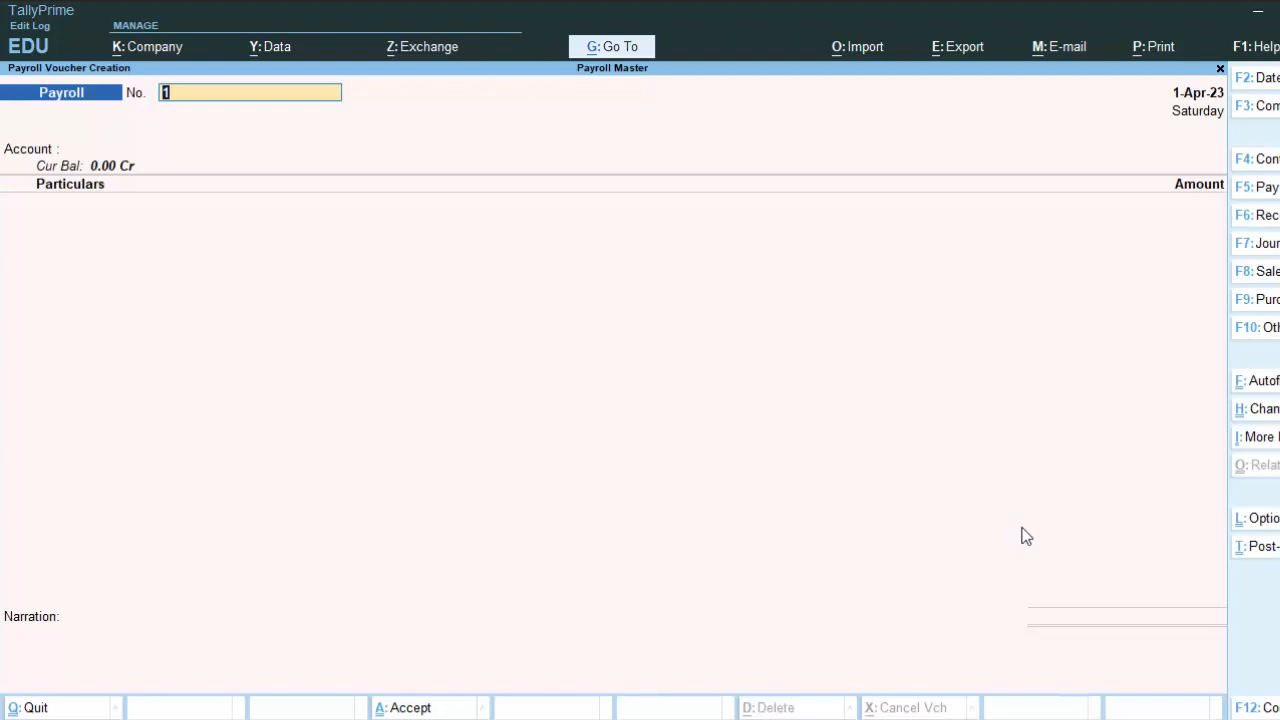 TallyPrime
Edit Log
MANAGE
EDU
K: Company
Y: Data
Z: Exchange
G: Go To
O: Import
E: Export
M: E-mail
P: Print
F1: Help
Payroll Voucher Creation
Payroll Master
Payroll No. 1
1-Apr-23
Saturday
Account :
Cur Bal: 0.00 Cr
Particulars
Amount
Narration:
F2: Date
F3: Com
F4: Cont
F5: Pay
F6: Rec
F7: Jour
F8: Sale
F9: Purc
F10: Oth
F: Autof
H: Chan
I: More
O: Relat
L: Optio
T: Post-
Q: Quit
A: Accept
D: Delete
X: Cancel Vch
F12: Co